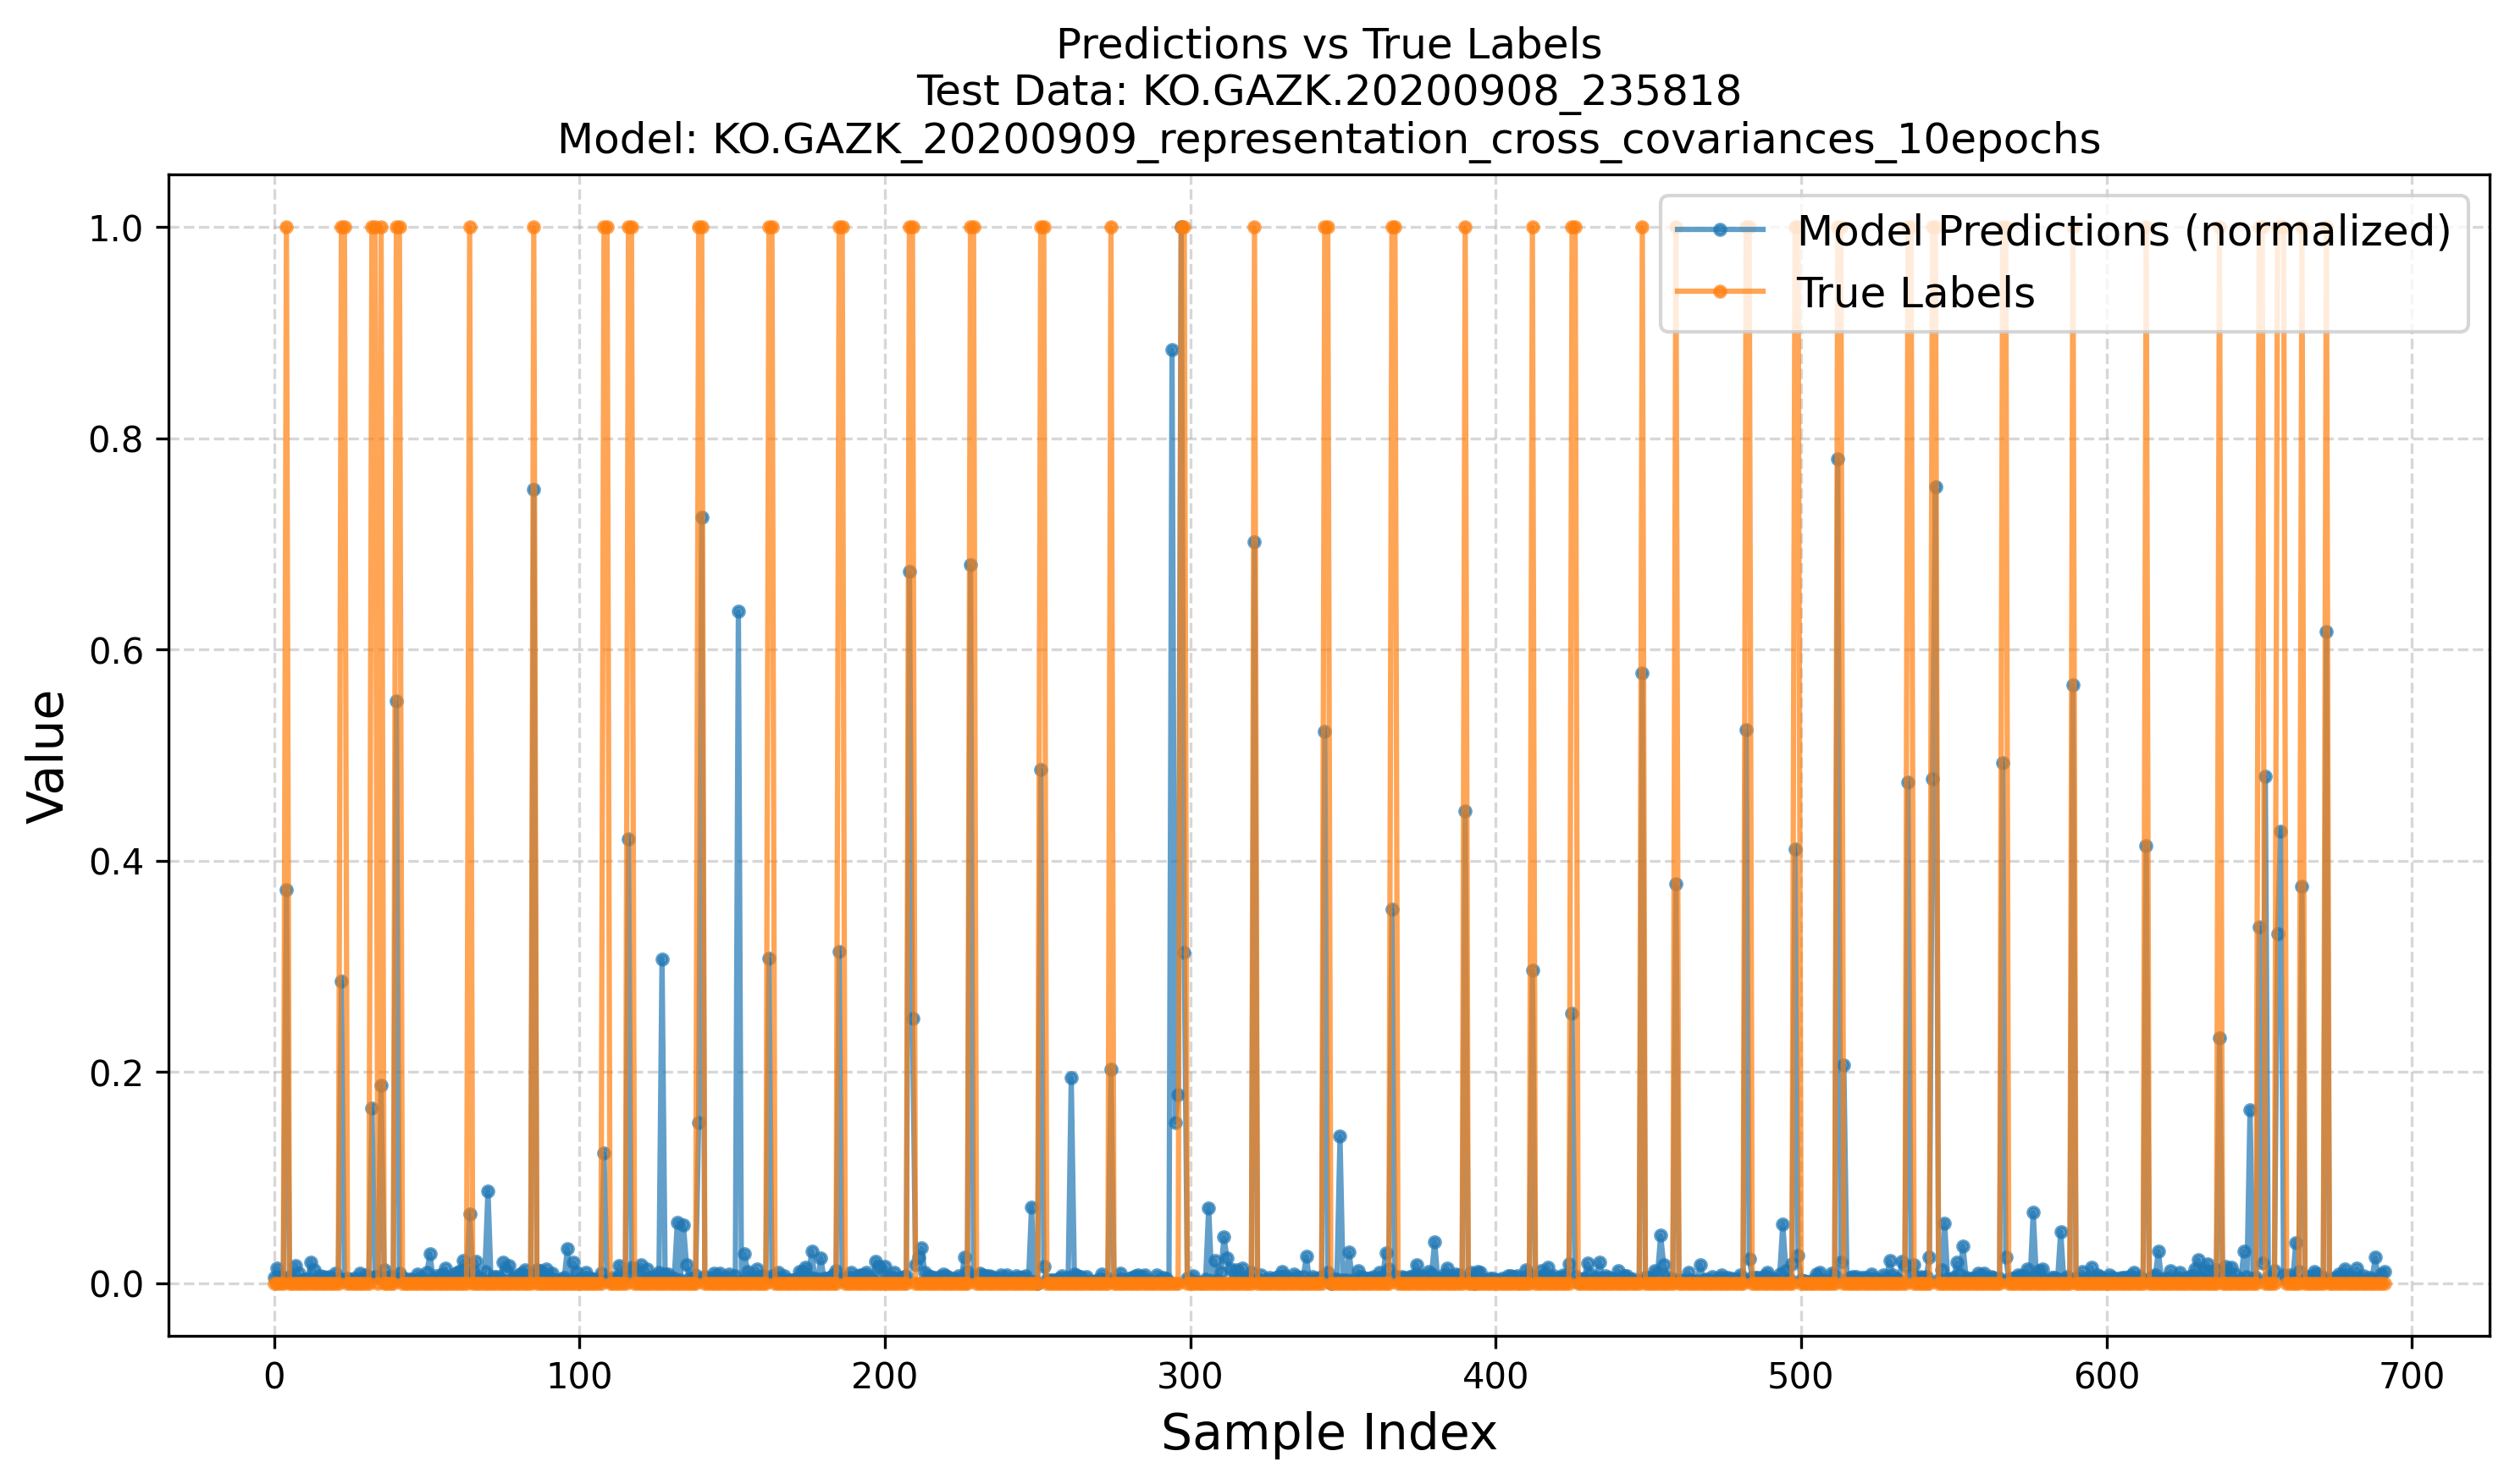 Predictions vs True Labels
Test Data: KO.GAZK.20200908_235818
Model: KO.GAZK_20200909_representation_cross_covariances_10epochs
Model Predictions (normalized)
True Labels
Value
1.0
0.8
0.6
0.4
0.2
0.0
0 100 200 300 400 500 600 700
Sample Index